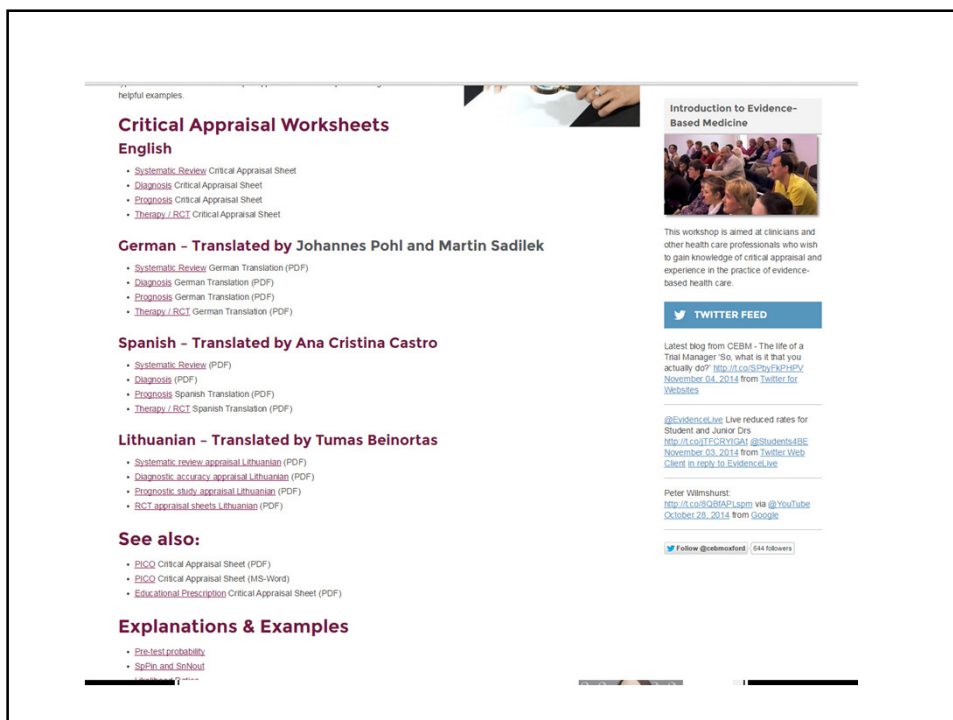 helpful examples.
Critical Appraisal Worksheets
English
• Systematic Review Critical Appraisal Sheet
• Diagnosis Critical Appraisal Sheet
• Prognosis Critical Appraisal Sheet
• Therapy / RCT Critical Appraisal Sheet
German – Translated by Johannes Pohl and Martin Sadilek
• Systematic Review German Translation (PDF)
• Diagnosis German Translation (PDF)
• Prognosis German Translation (PDF)
• Therapy / RCT German Translation (PDF)
Spanish – Translated by Ana Cristina Castro
• Systematic Review (PDF)
• Diagnosis (PDF)
• Prognosis Spanish Translation (PDF)
• Therapy / RCT Spanish Translation (PDF)
Lithuanian – Translated by Tumas Beinortas
• Systematic review appraisal Lithuanian (PDF)
• Diagnostic accuracy appraisal Lithuanian (PDF)
• Prognostic study appraisal Lithuanian (PDF)
• RCT appraisal sheets Lithuanian (PDF)
See also:
• PICO Critical Appraisal Sheet (PDF)
• PICO Critical Appraisal Sheet (MS-Word)
• Educational Prescription Critical Appraisal Sheet (PDF)
Explanations & Examples
• Pre-test probability
• SpPin and SnNout
Introduction to Evidence-
Based Medicine
This workshop is aimed at clinicians and
other health care professionals who wish
to gain knowledge of critical appraisal and
experience in the practice of evidence-
based health care.
TWITTER FEED
Latest blog from CEBM - The life of a
Trial Manager 'So, what is it that you
actually do?' http://t.co/SPbyFkPHPV
November 04, 2014 from Twitter for
Websites
@EvidenceLive Live reduced rates for
Student and Junior Drs
http://t.co/jTFCRYIGAt @Students4BE
November 03, 2014 from Twitter Web
Client in reply to EvidenceLive
Peter Wilmshurst:
http://t.co/8QBfAPLspm via @YouTube
October 28, 2014 from Google
Follow @cebmoxford 644 followers